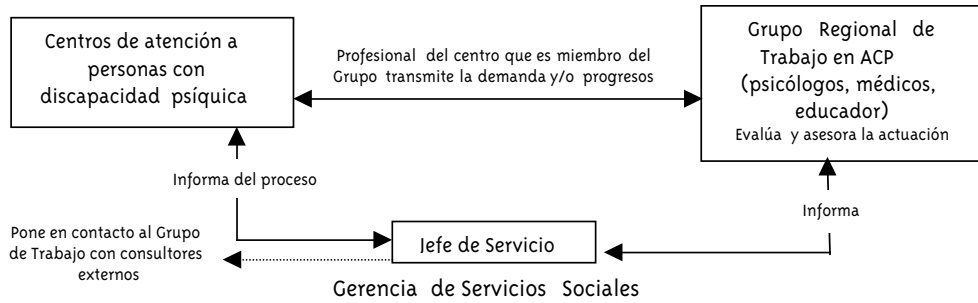 Centros de atención a
personas con
discapacidad psíquica
Profesional del centro que es miembro del
Grupo transmite la demanda y/o progresos
Grupo Regional de
Trabajo en ACP
(psicólogos, médicos,
educador)
Evalúa y asesora la actuación
Informa del proceso
Informa
Pone en contacto al Grupo
de Trabajo con consultores
externos
Jefe de Servicio
Gerencia de Servicios Sociales